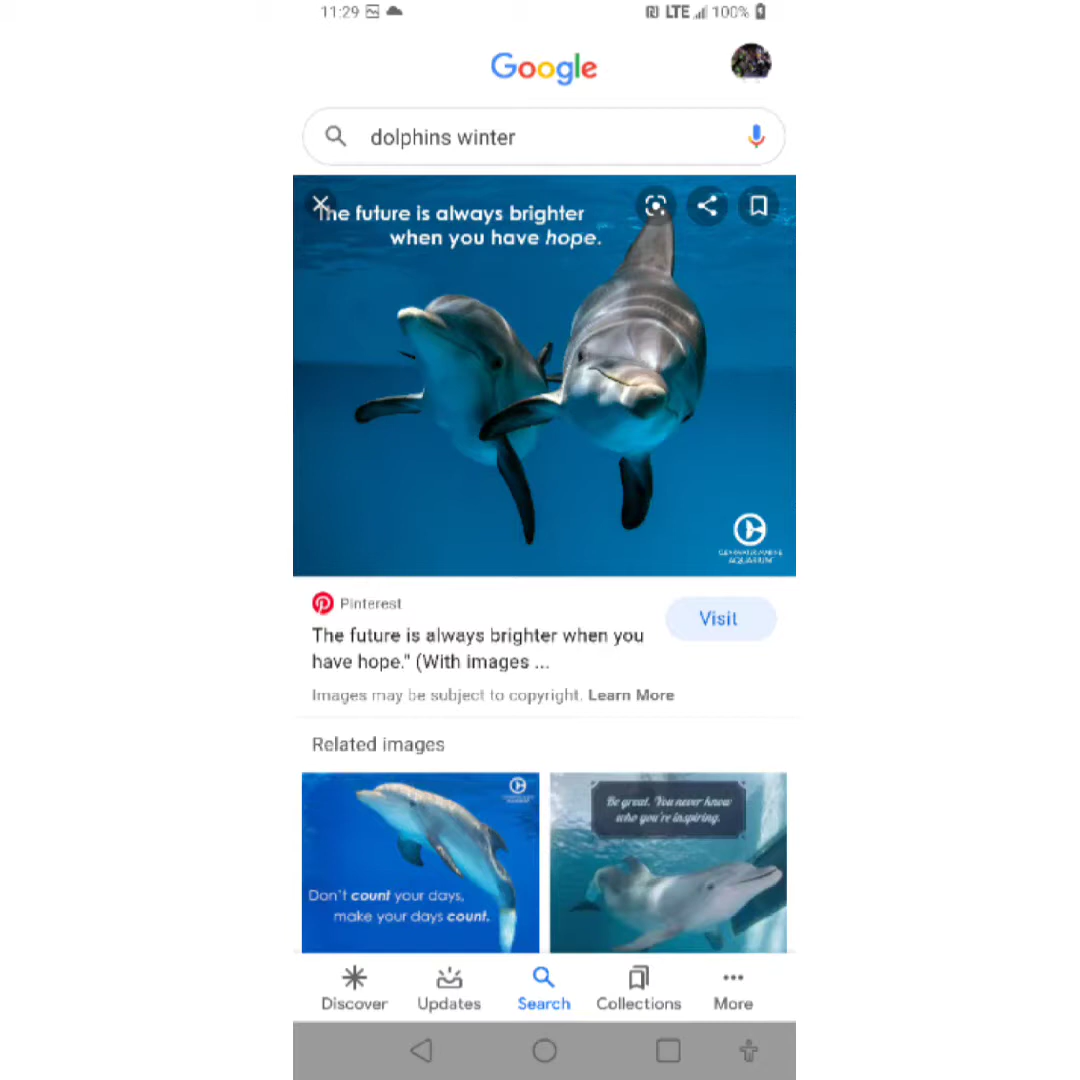 11:29
LTE 100%
Google
dolphins winter
The future is always brighter
when you have hope.
CLEARWATER MARINE
AQUARIUM
Pinterest
Visit
The future is always brighter when you
have hope." (With images ...
Images may be subject to copyright. Learn More
Related images
Don't count your days,
make your days count.
Be great. You never know
who you're inspiring.
Discover
Updates
Search
Collections
More